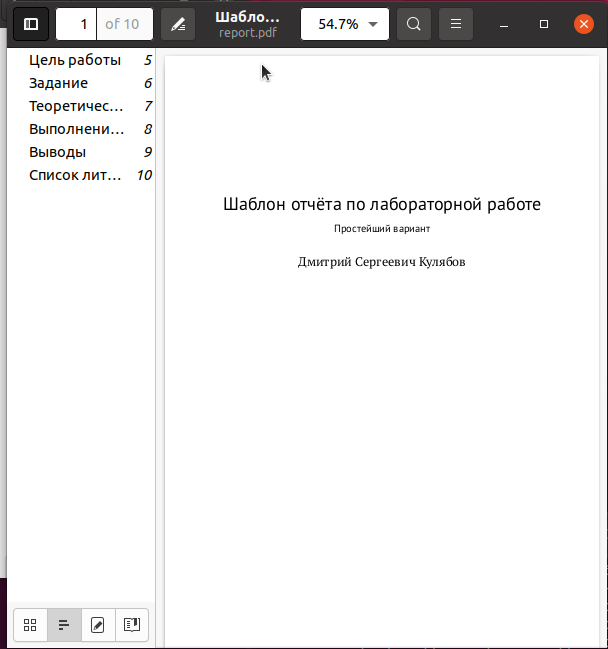 1 of 10
Шабло...
report.pdf
54.7%
Цель работы 5
Задание 6
Теоретичес... 7
Выполнени... 8
Выводы 9
Список лит... 10
Шаблон отчёта по лабораторной работе
Простейший вариант
Дмитрий Сергеевич Кулябов